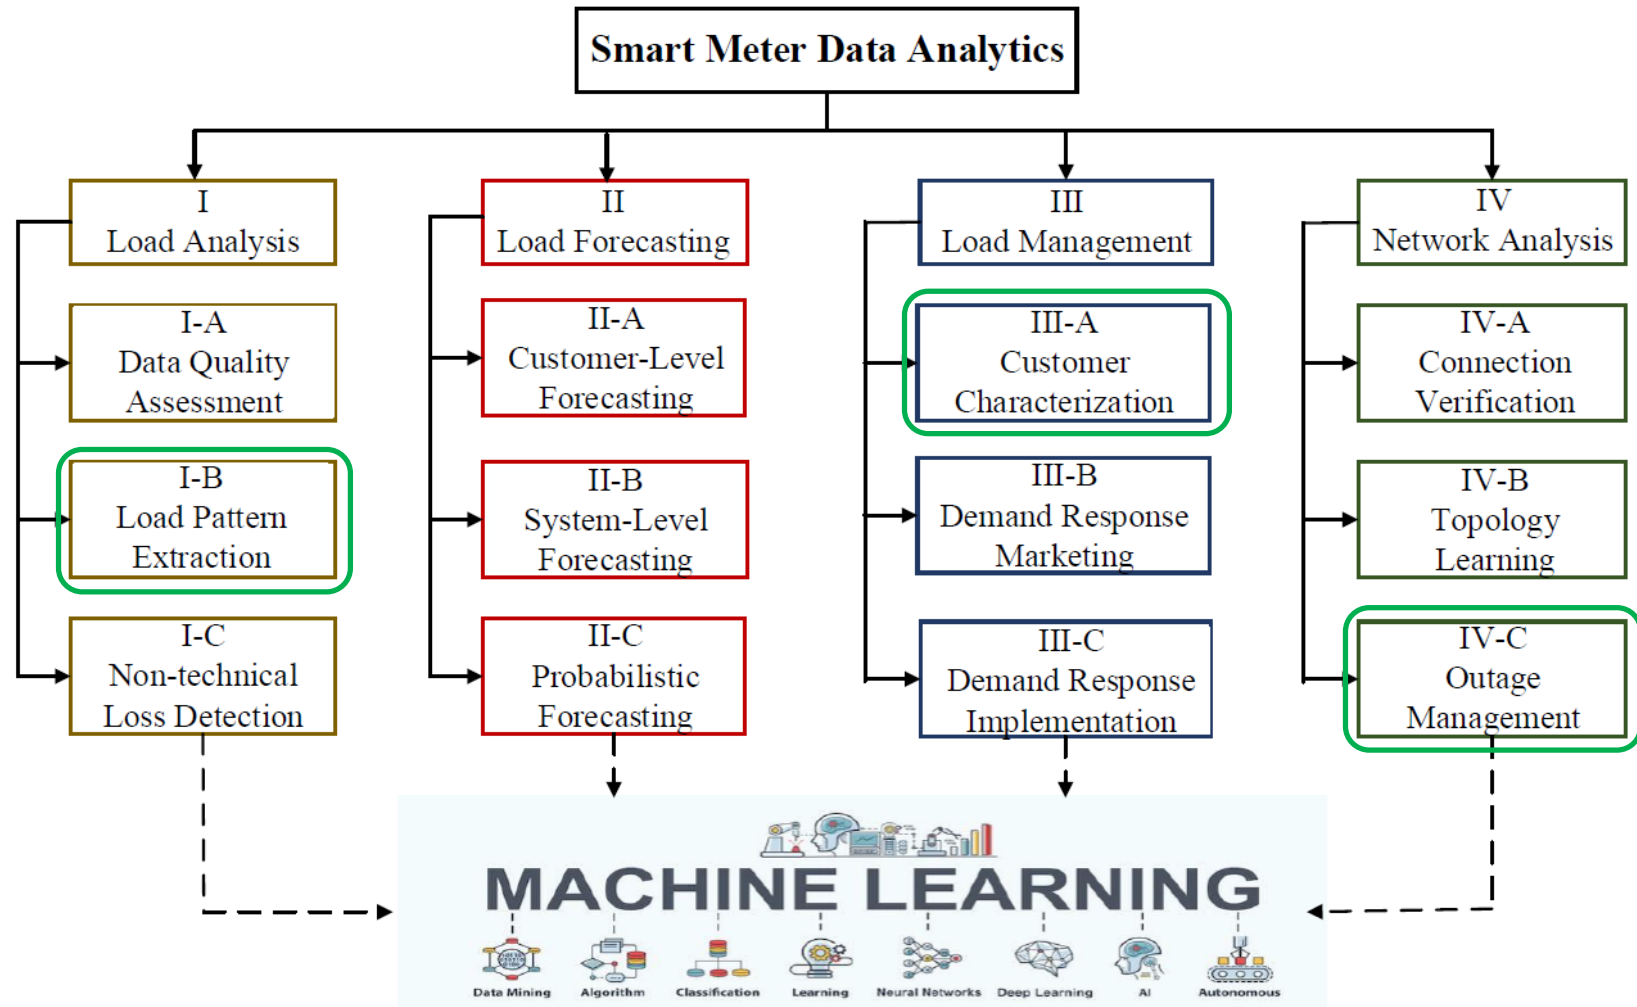 Smart Meter Data Analytics
I
Load Analysis
II
Load Forecasting
III
Load Management
IV
Network Analysis
I-A
Data Quality
Assessment
II-A
Customer-Level
Forecasting
III-A
Customer
Characterization
IV-A
Connection
Verification
I-B
Load Pattern
Extraction
II-B
System-Level
Forecasting
III-B
Demand Response
Marketing
IV-B
Topology
Learning
I-C
Non-technical
Loss Detection
II-C
Probabilistic
Forecasting
III-C
Demand Response
Implementation
IV-C
Outage
Management
MACHINE LEARNING
Data Mining
Algorithm
Classification
Learning
Neural Networks
Deep Learning
AI
Autonomous